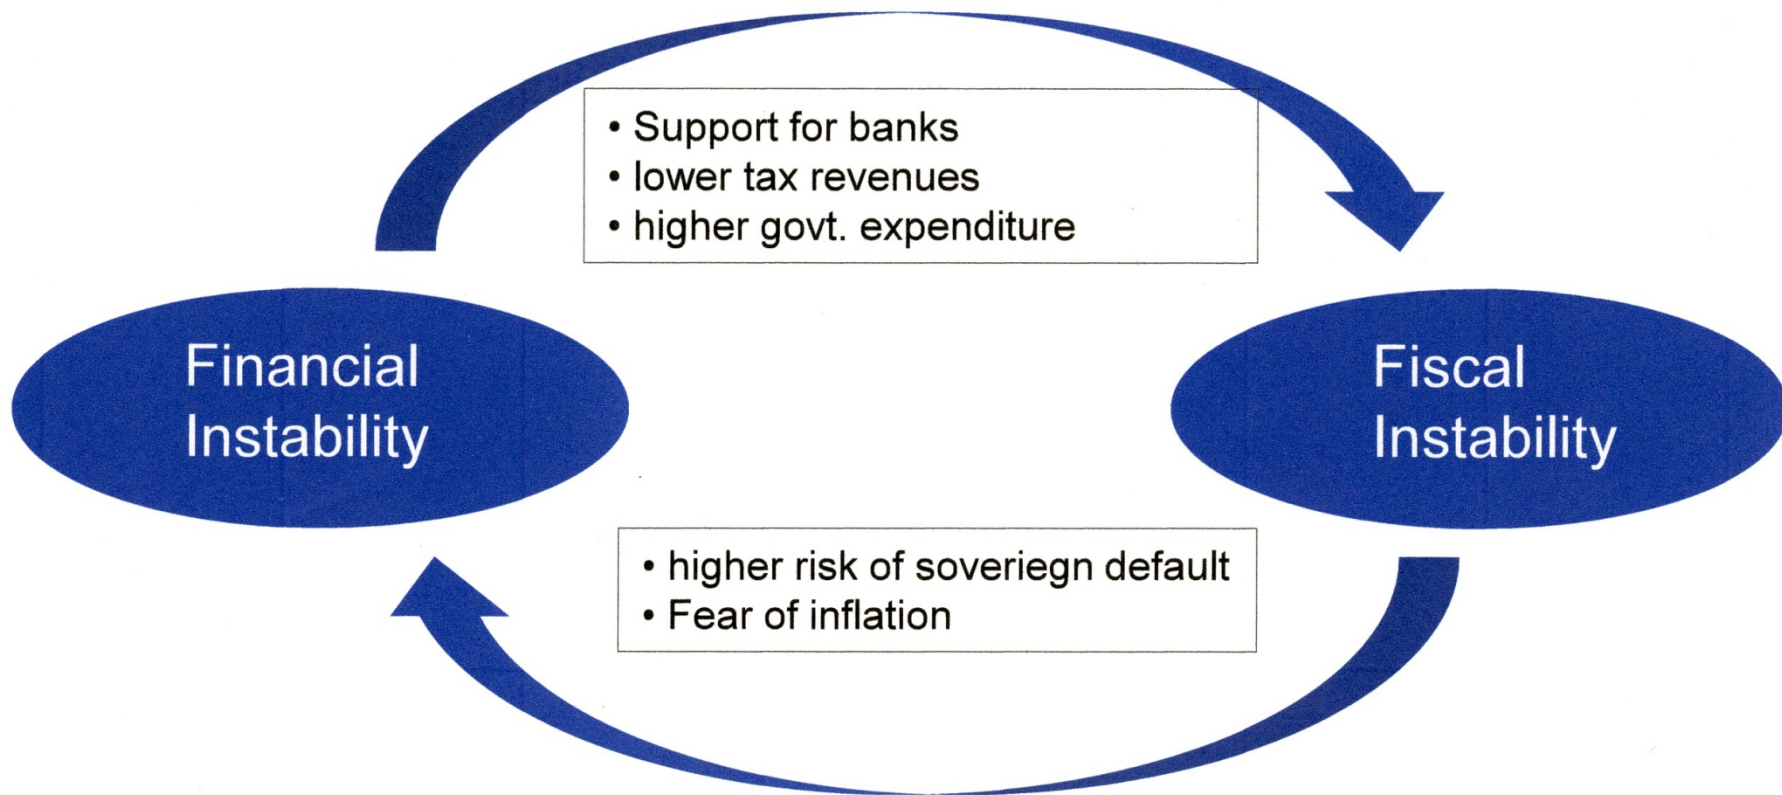 • Support for banks
• lower tax revenues
• higher govt. expenditure
Financial
Instability
Fiscal
Instability
• higher risk of soveriegn default
• Fear of inflation